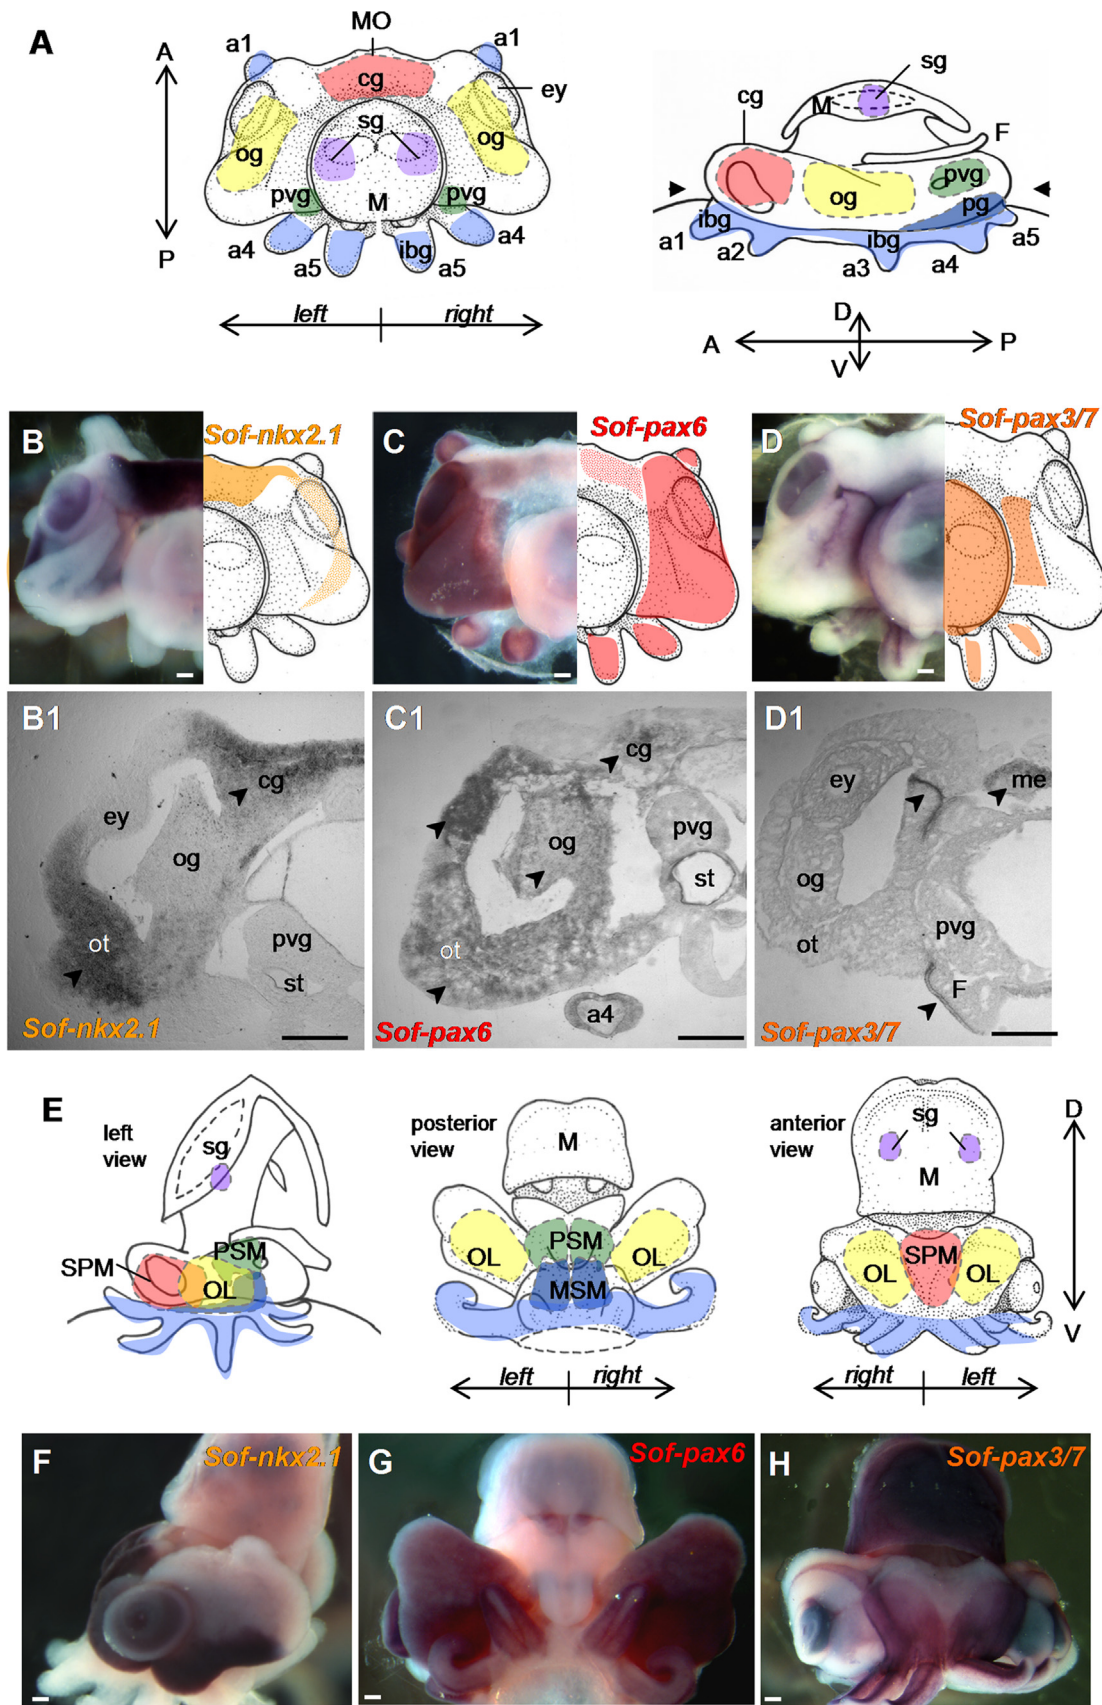 A
A
P
MO
a1
a1
cg
ey
sg
og
og
pvg
pvg
M
a4
ibg
a4
a5
a5
left
right
sg
cg
M
F
pvg
og
pg
ibg
ibg
a1
a2
a3
a4
a5
D
A
P
V
B
Sof-nkx2.1
C
Sof-pax6
D
Sof-pax3/7
B1
cg
ey
og
ot
pvg
st
Sof-nkx2.1
C1
cg
pvg
og
st
ot
a4
Sof-pax6
D1
ey
me
og
pvg
ot
F
Sof-pax3/7
E
left
view
sg
PSM
SPM
OL
posterior
view
M
PSM
OL
OL
MSM
left
right
anterior
view
sg
M
SPM
OL
OL
right
left
D
V
F
Sof-nkx2.1
G
Sof-pax6
H
Sof-pax3/7